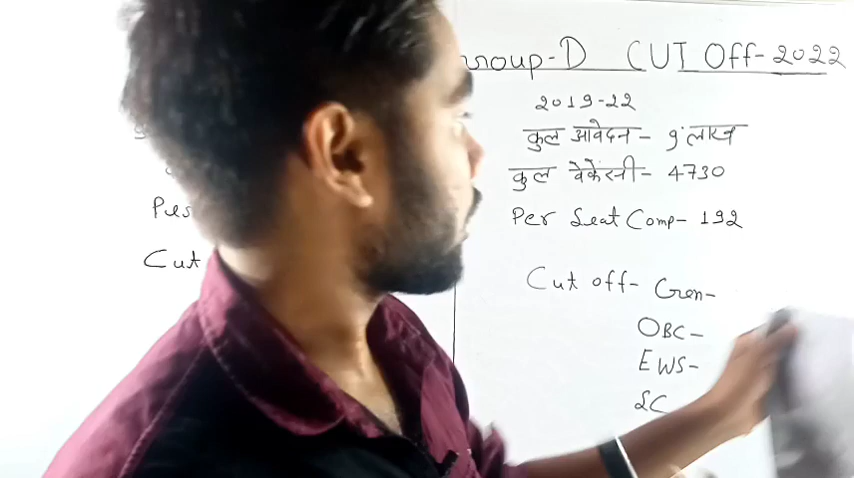 roup-D CUT Off-2022
2019-22
कुल आवेदन- 9 लाख
कुल वेकेंसी- 4730
Per Seat Comp- 192
Cut off- Gen-
OBC-
EWS-
SC
Cut